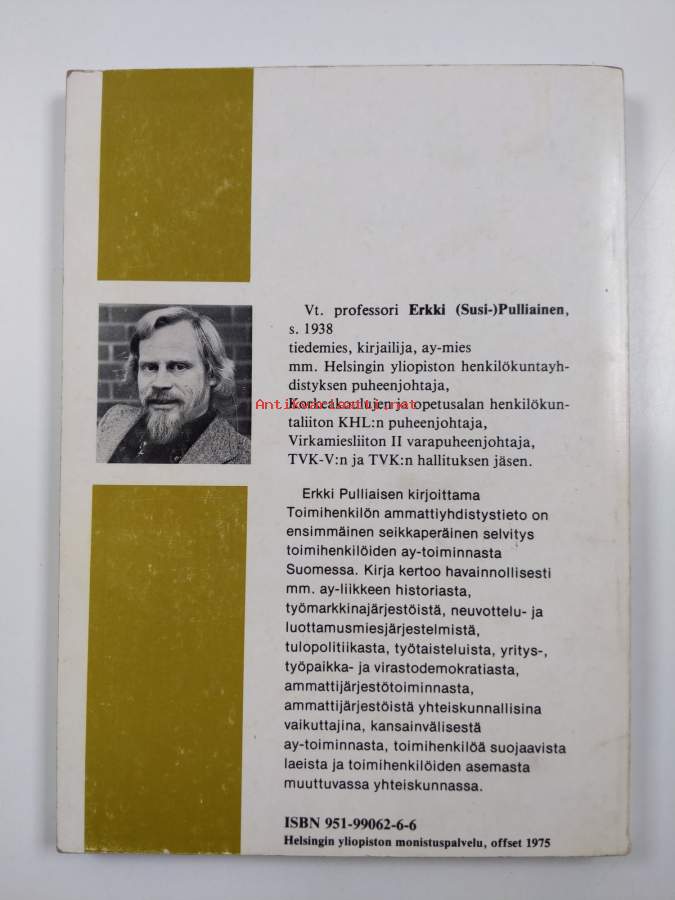 Vt. professori Erkki (Susi-)Pulliainen,
s. 1938
tiedemies, kirjailija, ay-mies
mm. Helsingin yliopiston henkilökuntayh-
distyksen puheenjohtaja,
Korkeakoulujen ja opetusalan henkilökun-
taliiton KHL:n puheenjohtaja,
Virkamiesliiton II varapuheenjohtaja,
TVK-V:n ja TVK:n hallituksen jäsen.
Antikvariaatti.net
Erkki Pulliaisen kirjoittama
Toimihenkilön ammattiyhdistystieto on
ensimmäinen seikkaperäinen selvitys
toimihenkilöiden ay-toiminnasta
Suomessa. Kirja kertoo havainnollisesti
mm. ay-liikkeen historiasta,
työmarkkinajärjestöistä, neuvottelu- ja
luottamusmiesjärjestelmistä,
tulopolitiikasta, työtaisteluista, yritys-,
työpaikka- ja virastodemokratiasta,
ammattijärjestötoiminnasta,
ammattijärjestöistä yhteiskunnallisina
vaikuttajina, kansainvälisestä
ay-toiminnasta, toimihenkilöä suojaavista
laeista ja toimihenkilöiden asemasta
muuttuvassa yhteiskunnassa.
ISBN 951-99062-6-6
Helsingin yliopiston monistuspalvelu, offset 1975